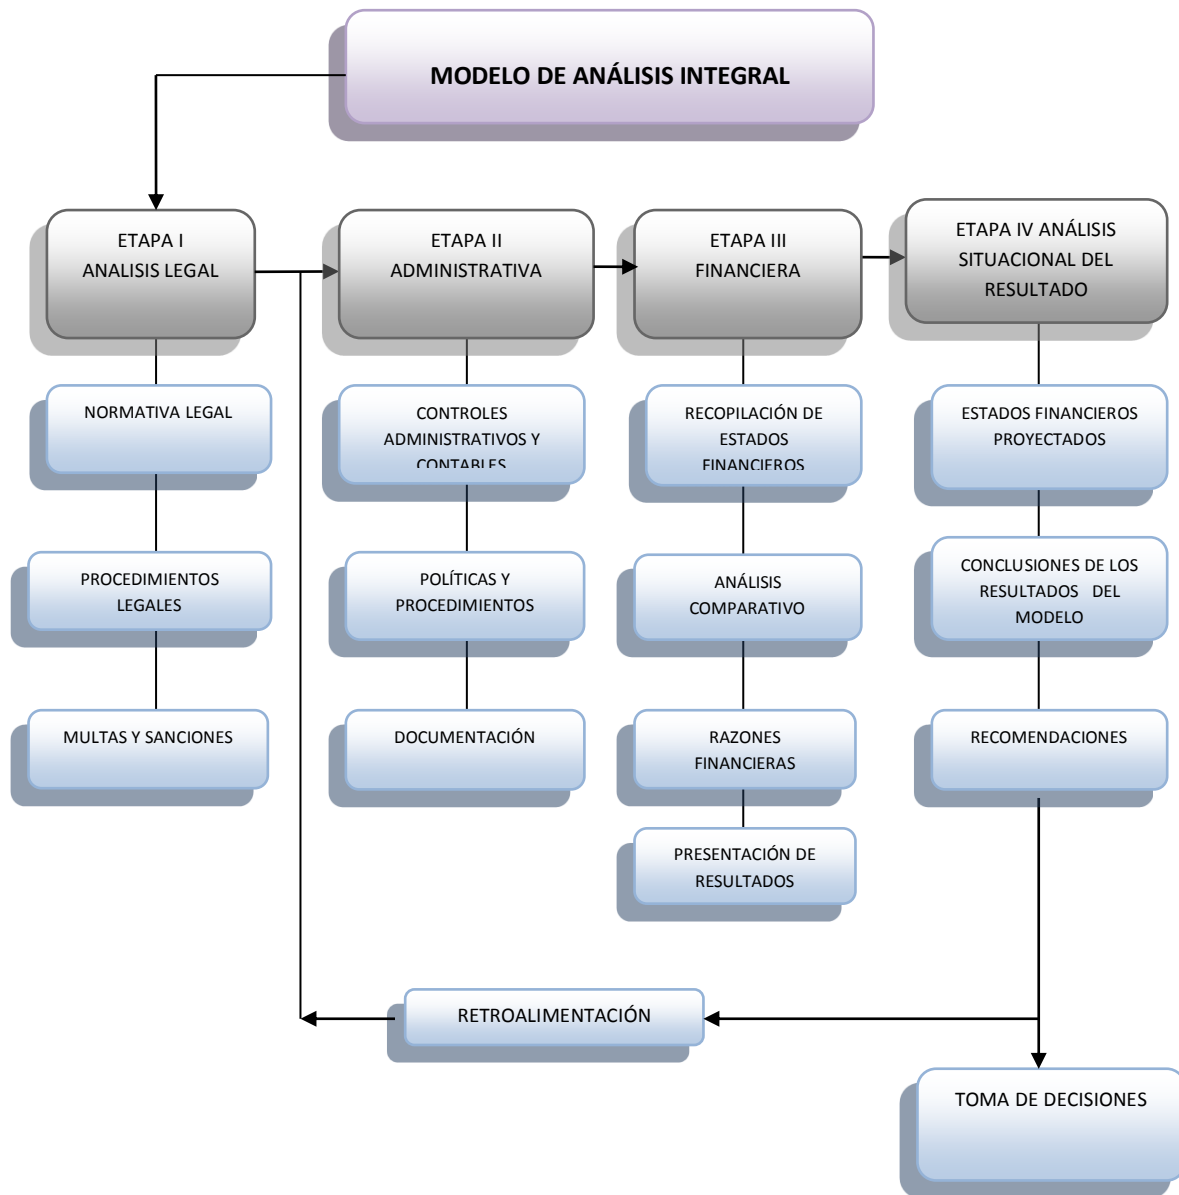 MODELO DE ANÁLISIS INTEGRAL
ETAPA I
ANALISIS LEGAL
ETAPA II
ADMINISTRATIVA
ETAPA III
FINANCIERA
ETAPA IV ANÁLISIS
SITUACIONAL DEL
RESULTADO
NORMATIVA LEGAL
CONTROLES
ADMINISTRATIVOS Y
CONTABLES
RECOPILACIÓN DE
ESTADOS
FINANCIEROS
ESTADOS FINANCIEROS
PROYECTADOS
PROCEDIMIENTOS
LEGALES
POLÍTICAS Y
PROCEDIMIENTOS
ANÁLISIS
COMPARATIVO
CONCLUSIONES DE LOS
RESULTADOS DEL
MODELO
MULTAS Y SANCIONES
DOCUMENTACIÓN
RAZONES
FINANCIERAS
RECOMENDACIONES
PRESENTACIÓN DE
RESULTADOS
RETROALIMENTACIÓN
TOMA DE DECISIONES